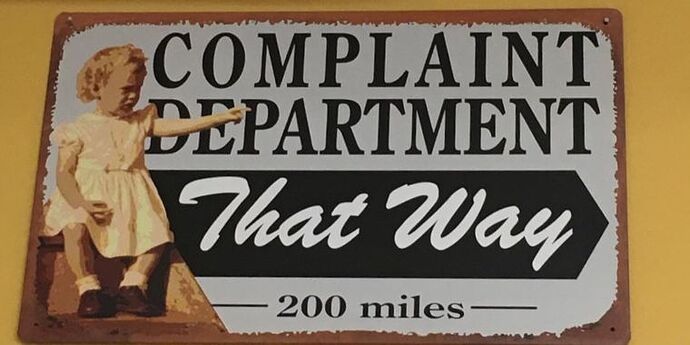 COMPLAINT
DEPARTMENT
That Way
200 miles